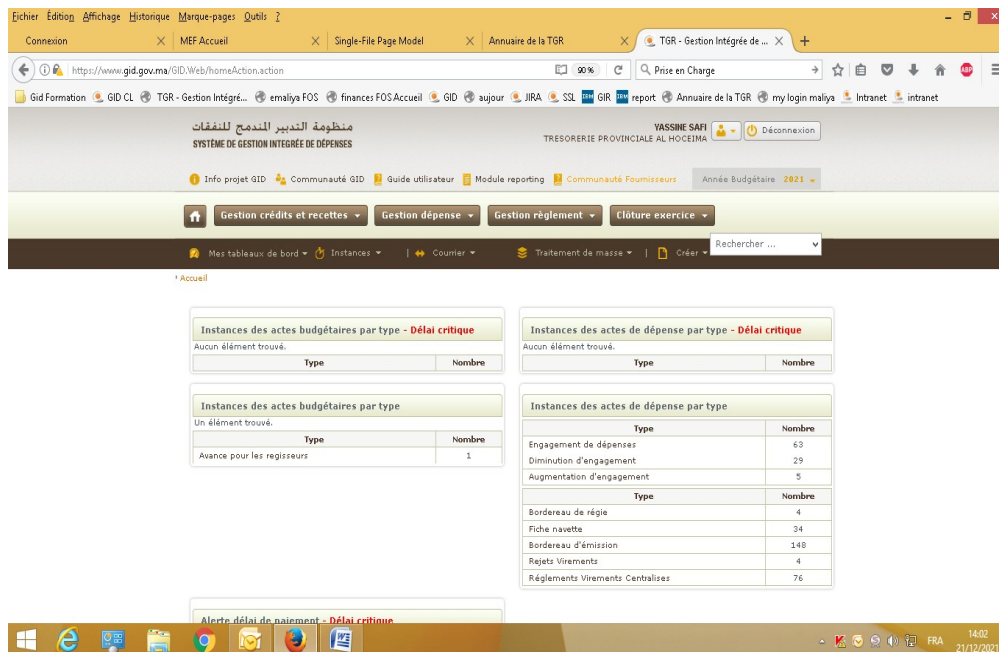 Fichier Édition Affichage Historique Marque-pages Outils ?
Connexion MEF Accueil Single-File Page Model Annuaire de la TGR TGR - Gestion Intégrée de ...
https://www.gid.gov.ma/GID.Web/homeAction.action 90% Prise en Charge ABP
Gid Formation GID CL TGR - Gestion Intégré... emaliya FOS finances FOS Accueil GID aujour JIRA SSL IBM GIR IBM report Annuaire de la TGR my login maliya Intranet intranet
منظومة التدبير المندمج للنفقات
SYSTÈME DE GESTION INTEGRÉE DE DÉPENSES
YASSINE SAFI
TRESORERIE PROVINCIALE AL HOCEIMA
Déconnexion
Info projet GID Communauté GID Guide utilisateur Module reporting Communauté Fournisseurs Année Budgétaire 2021
Gestion crédits et recettes Gestion dépense Gestion règlement Clôture exercice
Mes tableaux de bord Instances | Courrier Traitement de masse | Créer Rechercher ...
Accueil
Instances des actes budgétaires par type - Délai critique
Aucun élément trouvé.
Type Nombre
Instances des actes de dépense par type - Délai critique
Aucun élément trouvé.
Type Nombre
Instances des actes budgétaires par type
Un élément trouvé.
Type Nombre
Avance pour les regisseurs 1
Instances des actes de dépense par type
Type Nombre
Engagement de dépenses 63
Diminution d'engagement 29
Augmentation d'engagement 5
Type Nombre
Bordereau de régie 4
Fiche navette 34
Bordereau d'émission 148
Rejets Virements 4
Réglements Virements Centralises 76
Alerte délai de paiement - Délai critique
FRA 14:02
21/12/2021